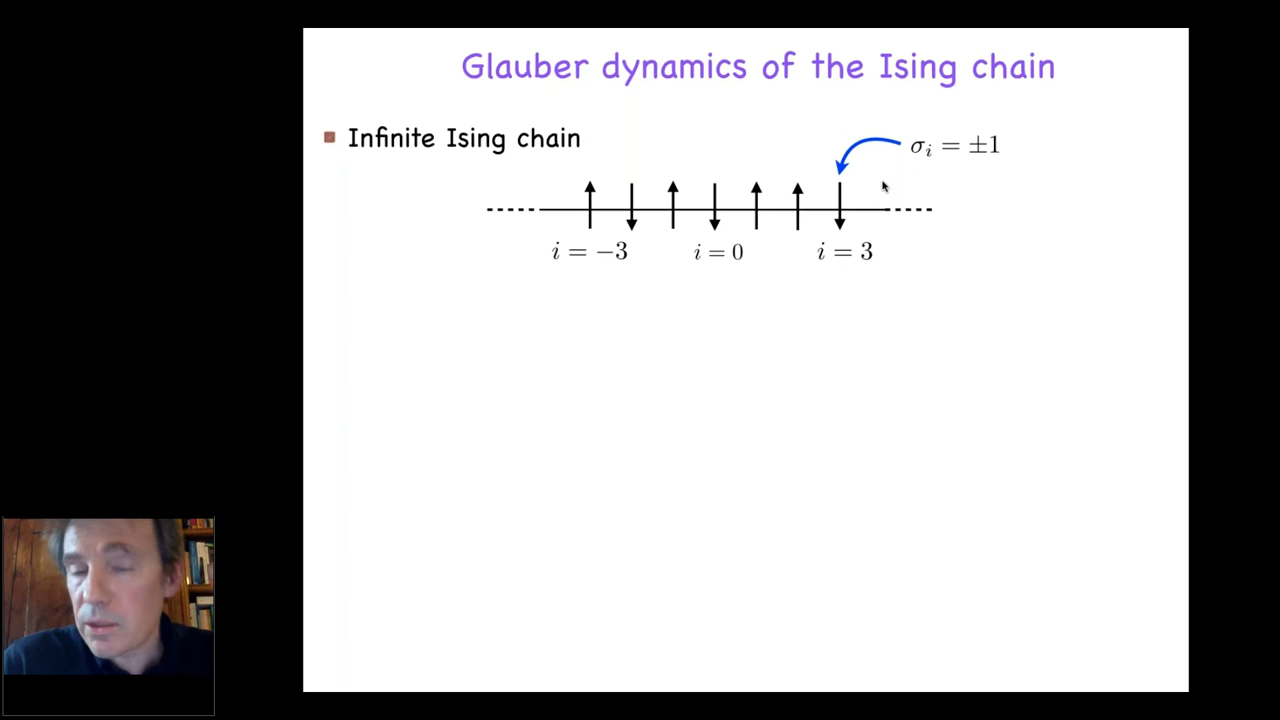 Glauber dynamics of the Ising chain
Infinite Ising chain
σ_i = ±1
i = −3 i = 0 i = 3